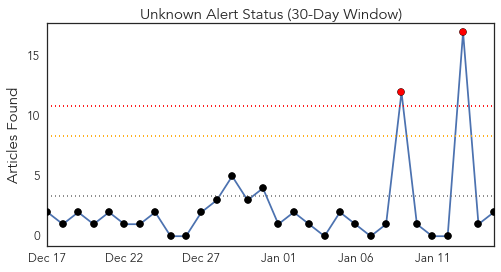 Unknown Alert Status (30-Day Window)
Articles Found
15
10
5
0
Dec 17 Dec 22 Dec 27 Jan 01 Jan 06 Jan 11